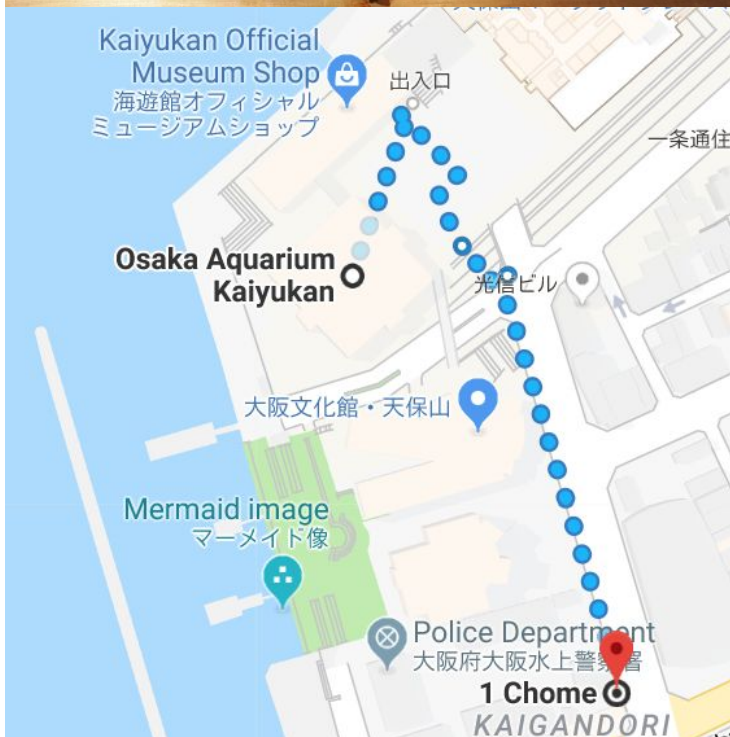 Kaiyukan Official
Museum Shop
海遊館オフィシャル
ミュージアムショップ
出入口
一条通住
Osaka Aquarium
Kaiyukan
光信ビル
大阪文化館・天保山
Mermaid image
マーメイド像
Police Department
大阪府大阪水上警察署
1 Chome
KAIGANDORI